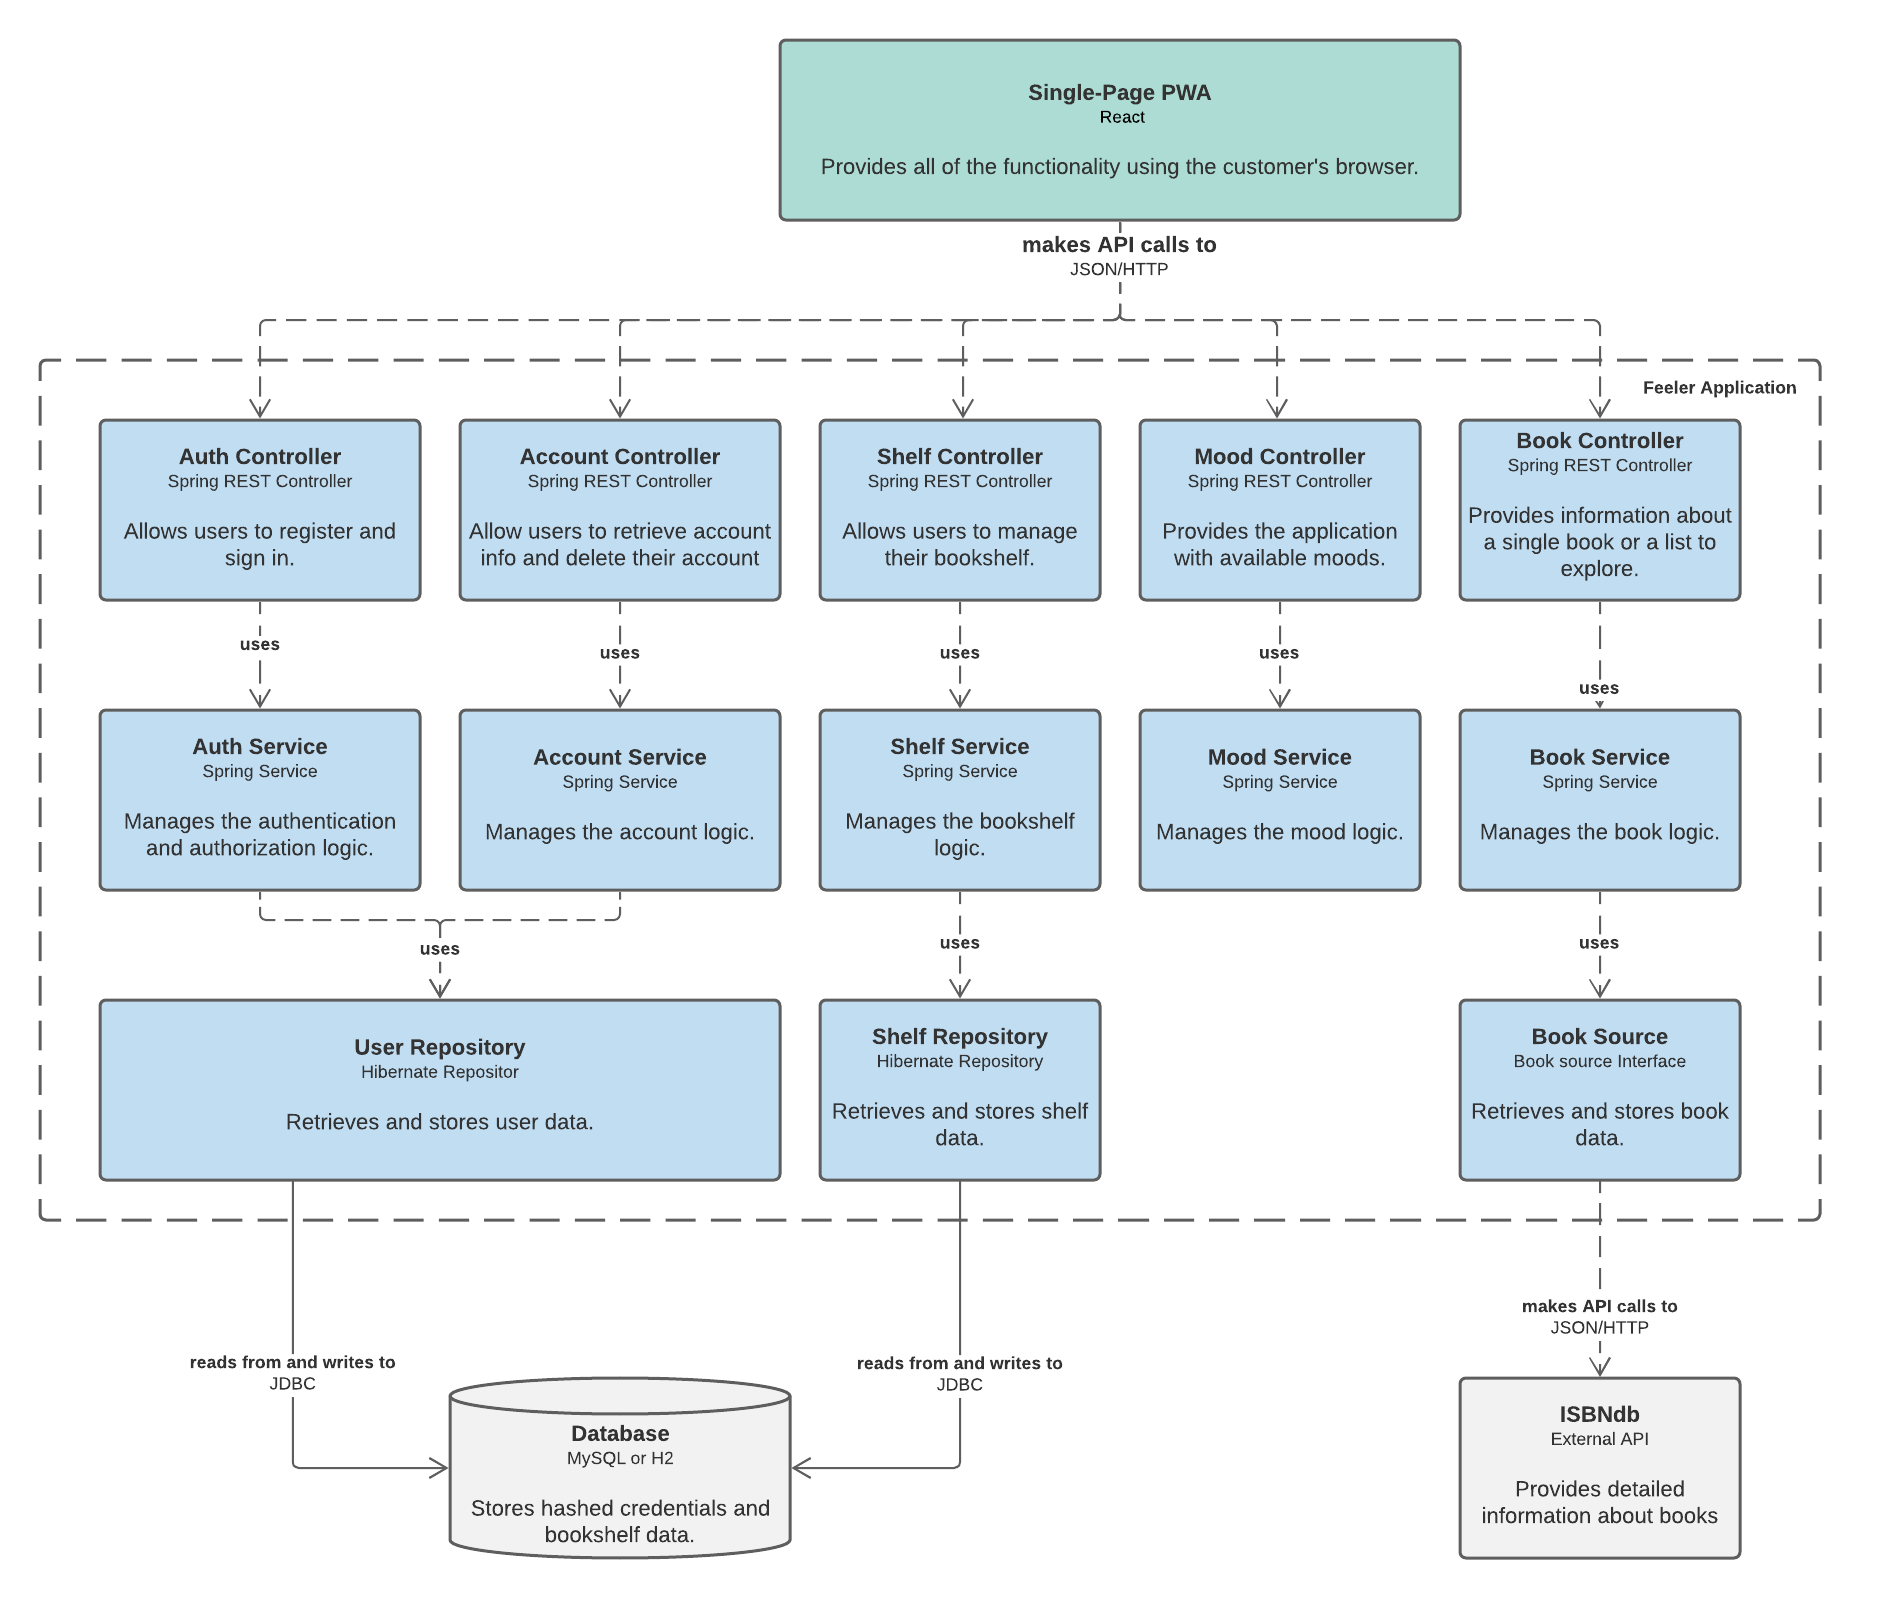 Single-Page PWA
React
Provides all of the functionality using the customer's browser.
makes API calls to
JSON/HTTP
Feeler Application
Auth Controller
Spring REST Controller
Allows users to register and
sign in.
Account Controller
Spring REST Controller
Allow users to retrieve account
info and delete their account
Shelf Controller
Spring REST Controller
Allows users to manage
their bookshelf.
Mood Controller
Spring REST Controller
Provides the application
with available moods.
Book Controller
Spring REST Controller
Provides information about
a single book or a list to
explore.
uses
uses
uses
uses
uses
Auth Service
Spring Service
Manages the authentication
and authorization logic.
Account Service
Spring Service
Manages the account logic.
Shelf Service
Spring Service
Manages the bookshelf
logic.
Mood Service
Spring Service
Manages the mood logic.
Book Service
Spring Service
Manages the book logic.
uses
uses
uses
User Repository
Hibernate Repositor
Retrieves and stores user data.
Shelf Repository
Hibernate Repository
Retrieves and stores shelf
data.
Book Source
Book source Interface
Retrieves and stores book
data.
reads from and writes to
JDBC
reads from and writes to
JDBC
makes API calls to
JSON/HTTP
Database
MySQL or H2
Stores hashed credentials and
bookshelf data.
ISBNdb
External API
Provides detailed
information about books